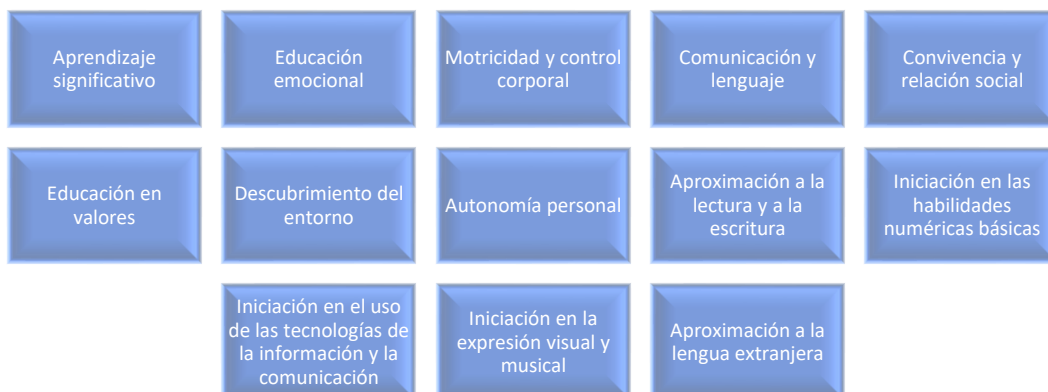 Aprendizaje
significativo
Educación
emocional
Motricidad y control
corporal
Comunicación y
lenguaje
Convivencia y
relación social
Educación en
valores
Descubrimiento del
entorno
Autonomía personal
Aproximación a la
lectura y a la
escritura
Iniciación en las
habilidades
numéricas básicas
Iniciación en el uso
de las tecnologías de
la información y la
comunicación
Iniciación en la
expresión visual y
musical
Aproximación a la
lengua extranjera